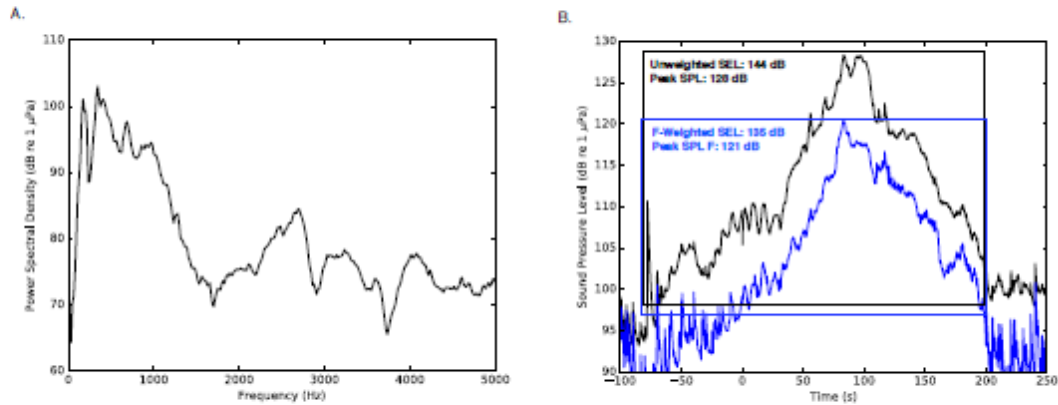 A.
110
100
90
80
70
60
Power Spectral Density (dB re 1 μPa)
0
1000
2000
3000
4000
5000
Frequency (Hz)
B.
130
125
120
115
110
105
100
95
90
Sound Pressure Level (dB re 1 μPa)
Unweighted SEL: 144 dB
Peak SPL: 128 dB
F-Weighted SEL: 135 dB
Peak SPL F: 121 dB
−100
−50
0
50
100
150
200
250
Time (s)